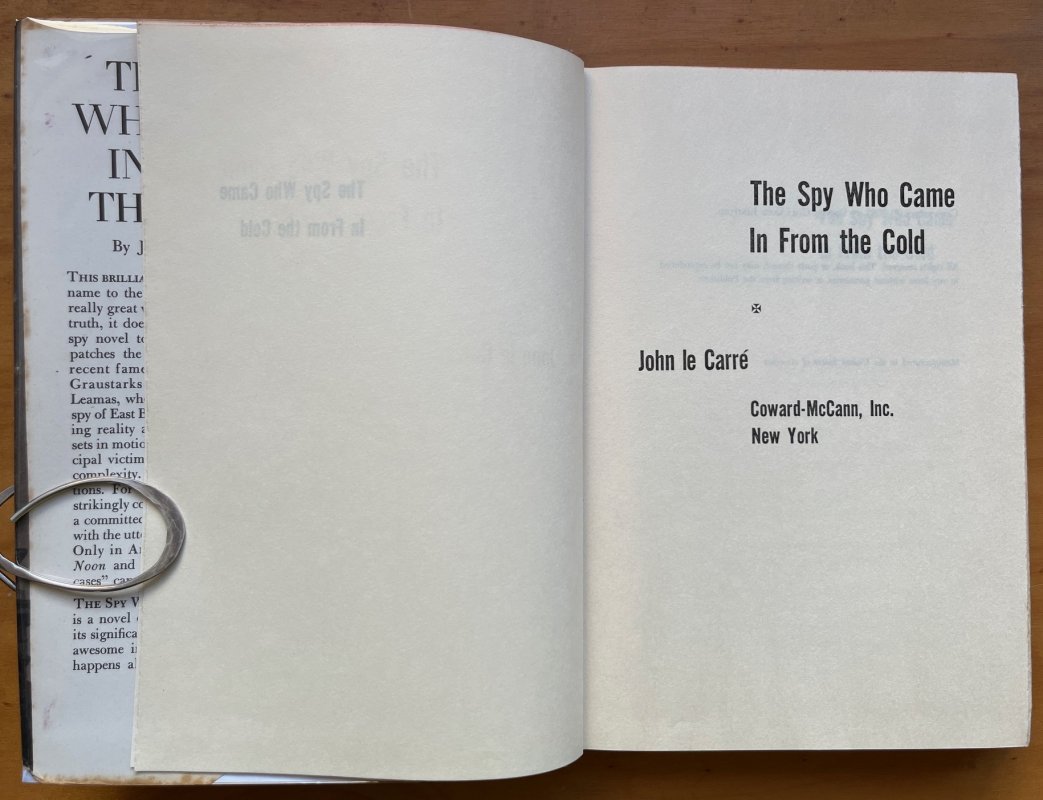 TH
WH
IN
TH
By J
THIS BRILLIA
name to the
really great
truth, it doe
spy novel to
patches the
recent fame
Graustarks
Leamas, wh
spy of East B
ing reality a
sets in motio
cipal victim
complexity.
tions. For
strikingly co
a committed
with the utt
Only in Ar
Noon and
cases" can
THE SPY W
is a novel
its significa
awesome i
happens al
The Spy Who Came
In From the Cold
The Spy Who Came
In From the Cold
John le Carré
Coward-McCann, Inc.
New York